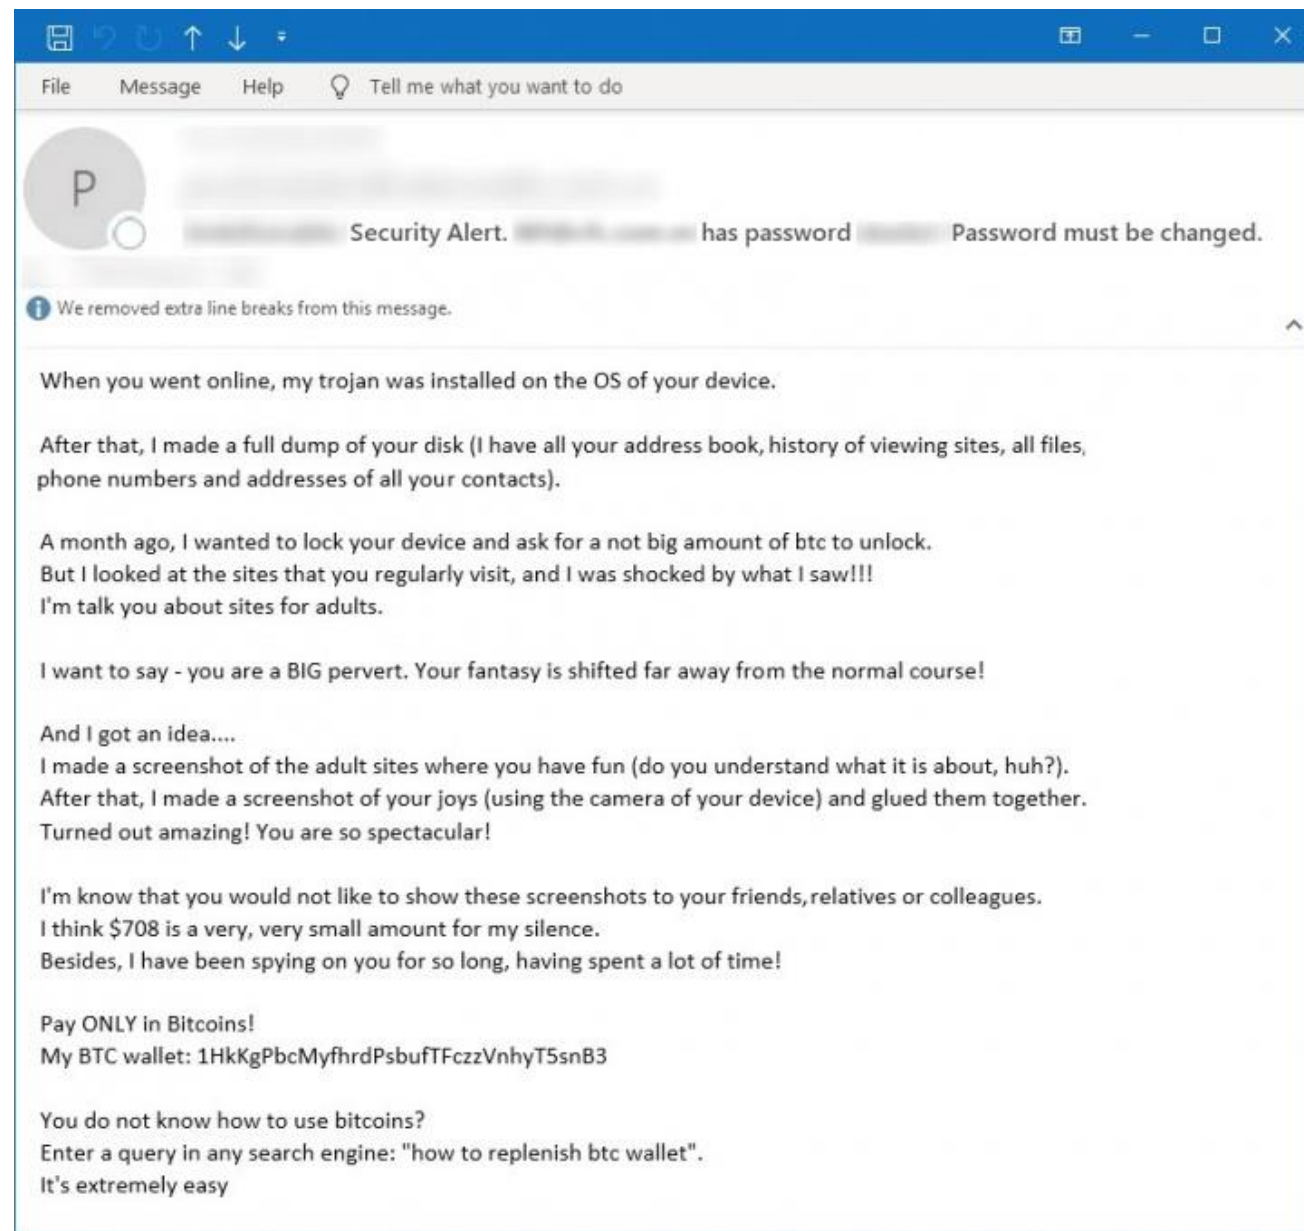 File Message Help Tell me what you want to do
P
Security Alert. has password Password must be changed.
We removed extra line breaks from this message.
When you went online, my trojan was installed on the OS of your device.
After that, I made a full dump of your disk (I have all your address book, history of viewing sites, all files,
phone numbers and addresses of all your contacts).
A month ago, I wanted to lock your device and ask for a not big amount of btc to unlock.
But I looked at the sites that you regularly visit, and I was shocked by what I saw!!!
I'm talk you about sites for adults.
I want to say - you are a BIG pervert. Your fantasy is shifted far away from the normal course!
And I got an idea....
I made a screenshot of the adult sites where you have fun (do you understand what it is about, huh?).
After that, I made a screenshot of your joys (using the camera of your device) and glued them together.
Turned out amazing! You are so spectacular!
I'm know that you would not like to show these screenshots to your friends, relatives or colleagues.
I think $708 is a very, very small amount for my silence.
Besides, I have been spying on you for so long, having spent a lot of time!
Pay ONLY in Bitcoins!
My BTC wallet: 1HkKgPbcMyfhrdPsbufTFczzVnhyT5snB3
You do not know how to use bitcoins?
Enter a query in any search engine: "how to replenish btc wallet".
It's extremely easy